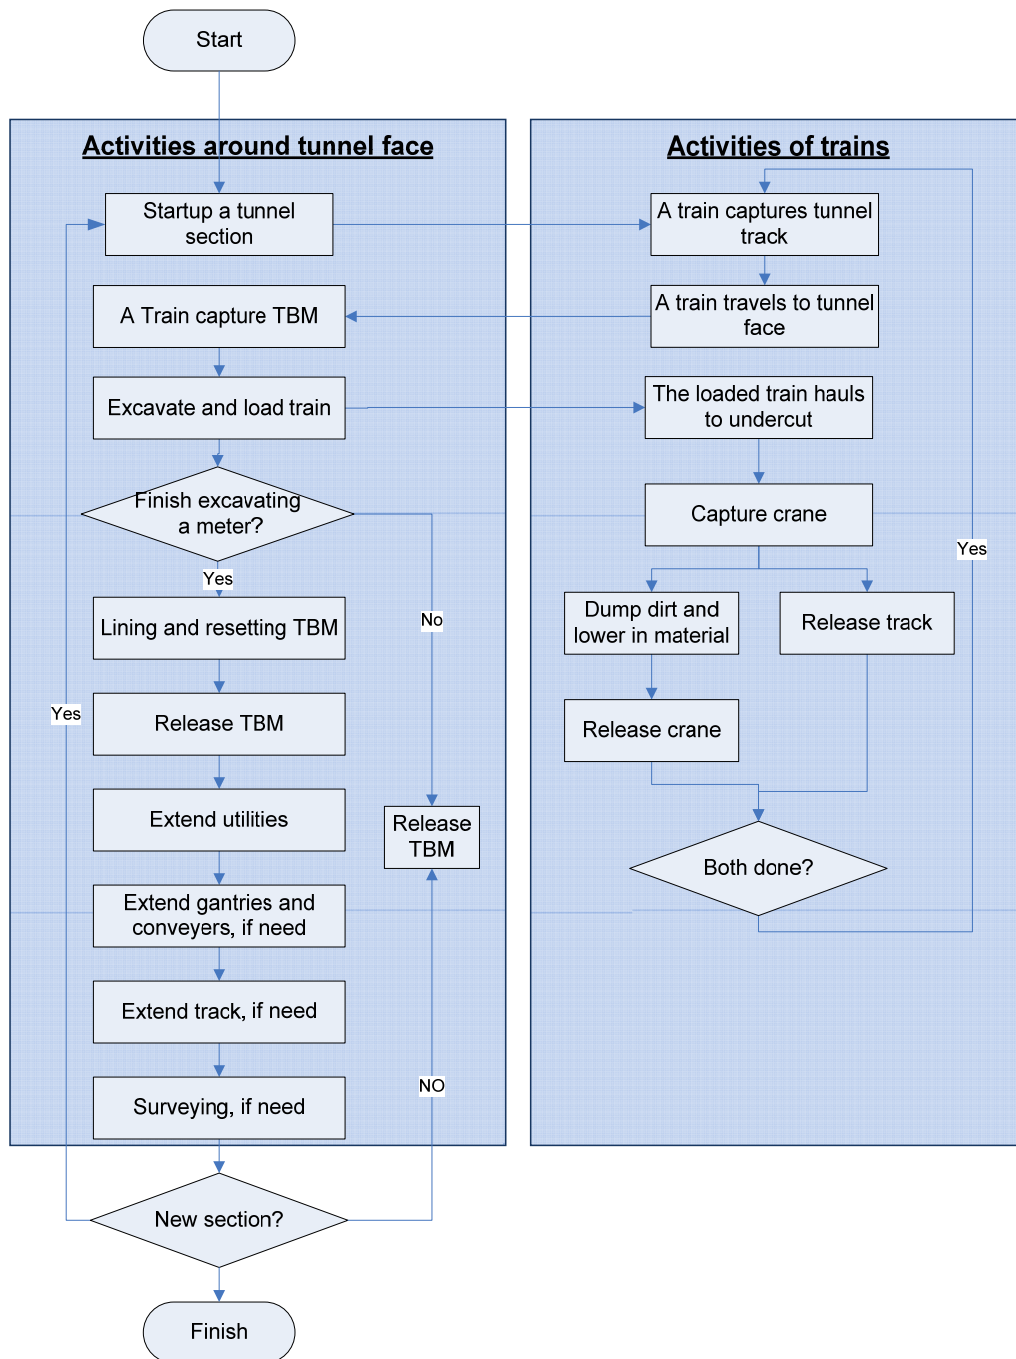 Start
Activities around tunnel face
Startup a tunnel
section
A Train capture TBM
Excavate and load train
Finish excavating
a meter?
Yes
No
Lining and resetting TBM
Yes
Release TBM
Extend utilities
Release
TBM
Extend gantries and
conveyers, if need
Extend track, if need
NO
Surveying, if need
New section?
Finish
Activities of trains
A train captures tunnel
track
A train travels to tunnel
face
The loaded train hauls
to undercut
Capture crane
Yes
Dump dirt and
lower in material
Release track
Release crane
Both done?